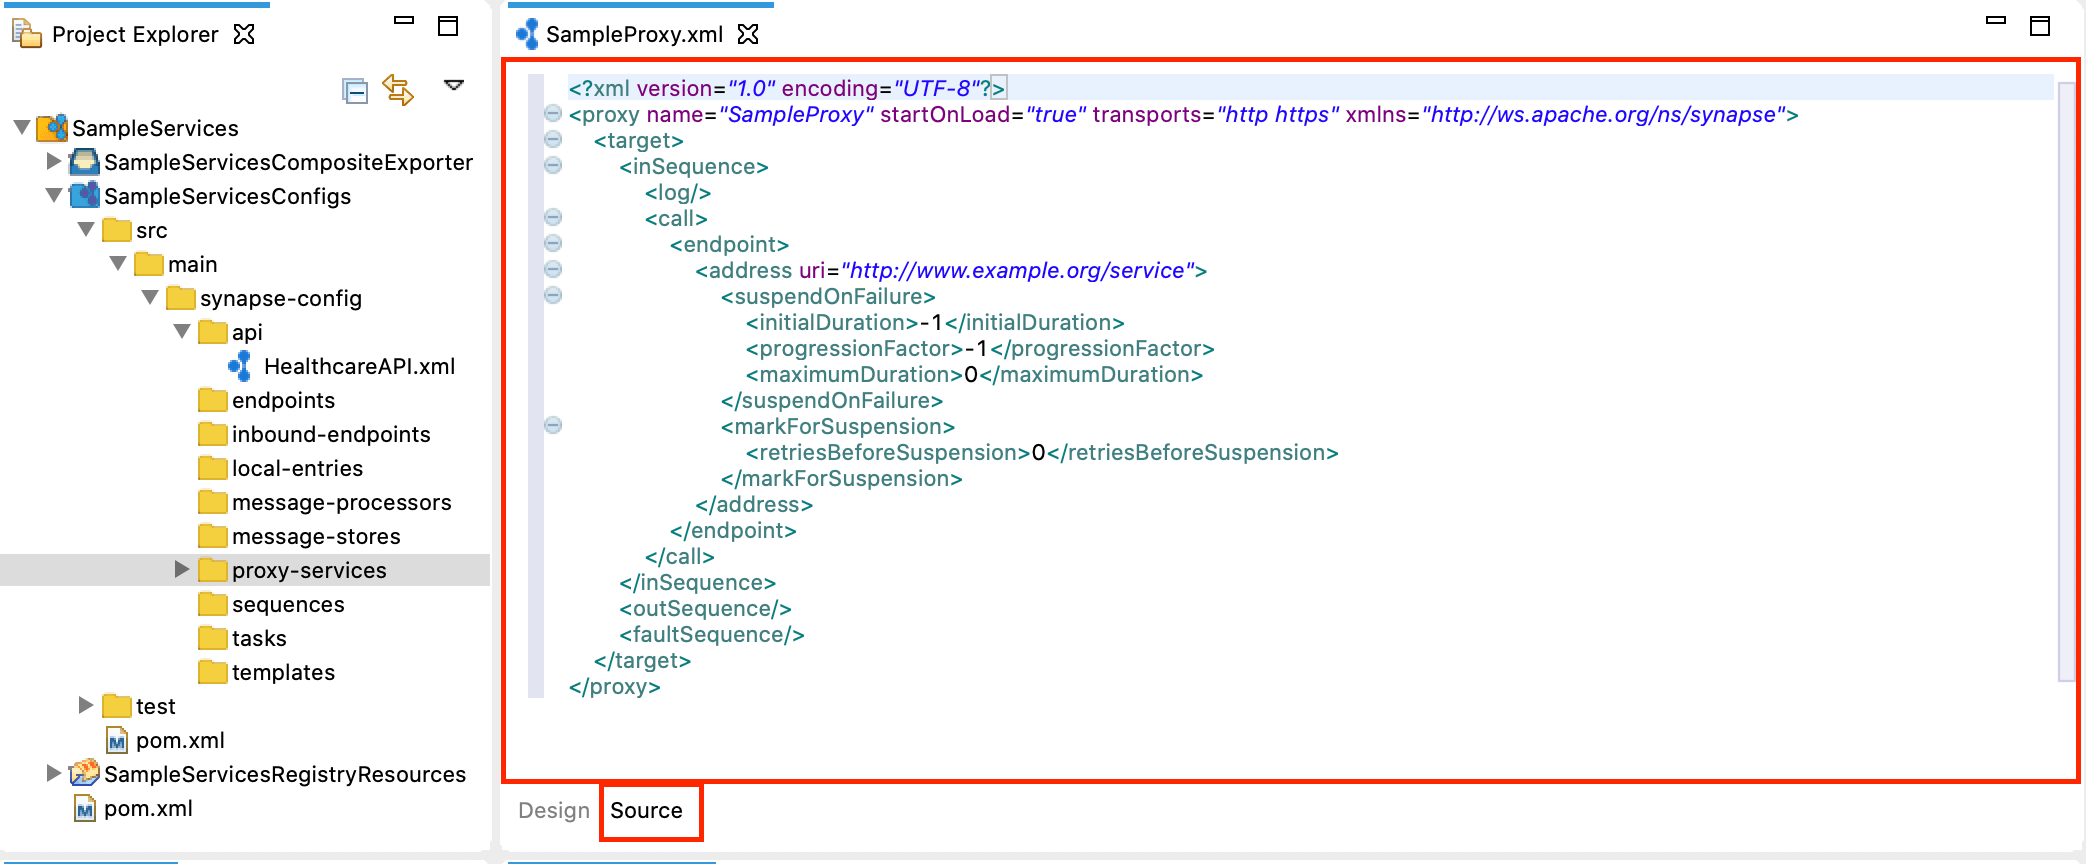 Project Explorer
SampleServices
SampleServicesCompositeExporter
SampleServicesConfigs
src
main
synapse-config
api
HealthcareAPI.xml
endpoints
inbound-endpoints
local-entries
message-processors
message-stores
proxy-services
sequences
tasks
templates
test
pom.xml
SampleServicesRegistryResources
pom.xml
SampleProxy.xml
<?xml version="1.0" encoding="UTF-8"?>
<proxy name="SampleProxy" startOnLoad="true" transports="http https" xmlns="http://ws.apache.org/ns/synapse">
<target>
<inSequence>
<log/>
<call>
<endpoint>
<address uri="http://www.example.org/service">
<suspendOnFailure>
<initialDuration>-1</initialDuration>
<progressionFactor>-1</progressionFactor>
<maximumDuration>0</maximumDuration>
</suspendOnFailure>
<markForSuspension>
<retriesBeforeSuspension>0</retriesBeforeSuspension>
</markForSuspension>
</address>
</endpoint>
</call>
</inSequence>
<outSequence/>
<faultSequence/>
</target>
</proxy>
Design
Source